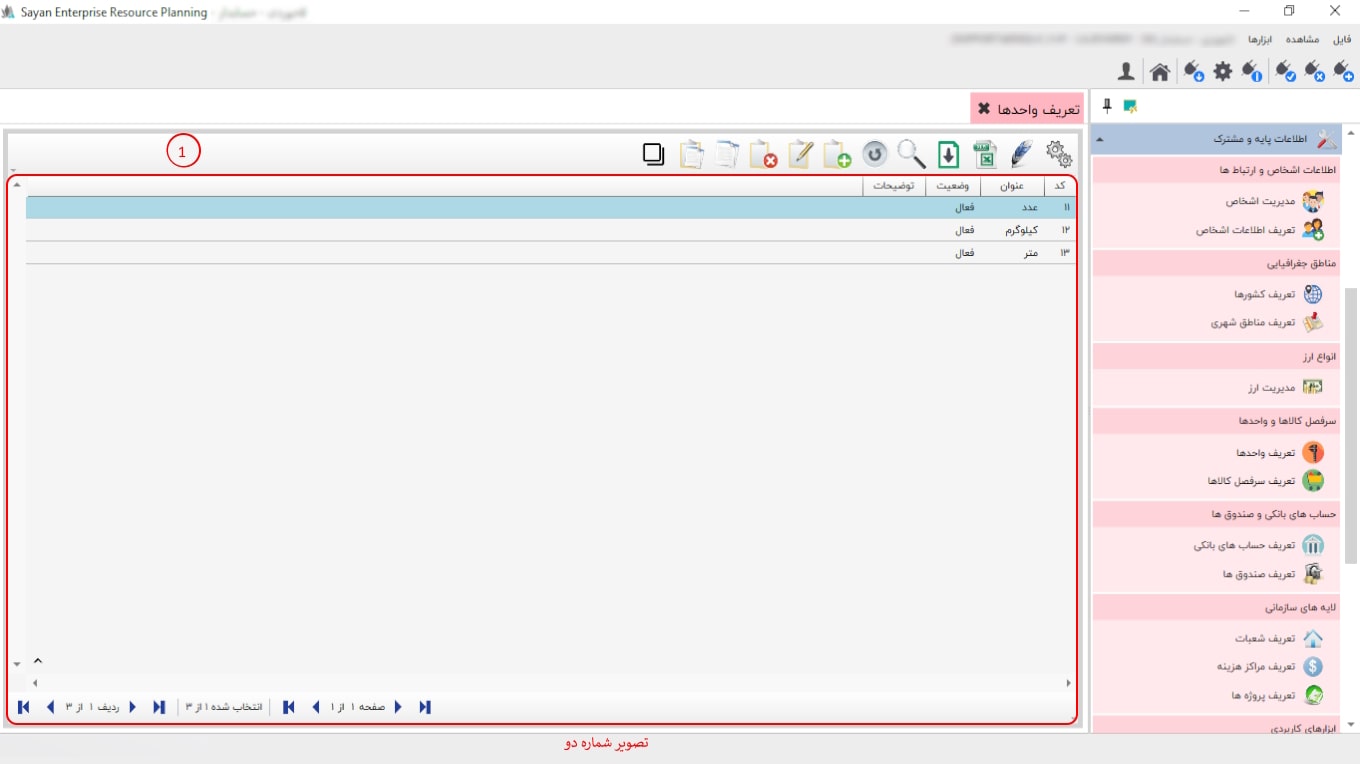 Sayan Enterprise Resource Planning -
فایل مشاهده ابزارها
تعریف واحدها
اطلاعات پایه و مشترک
اطلاعات اشخاص و ارتباط ها
مدیریت اشخاص
تعریف اطلاعات اشخاص
مناطق جغرافیایی
تعریف کشورها
تعریف مناطق شهری
انواع ارز
مدیریت ارز
سرفصل کالاها و واحدها
تعریف واحدها
تعریف سرفصل کالاها
حساب های بانکی و صندوق ها
تعریف حساب های بانکی
تعریف صندوق ها
لایه های سازمانی
تعریف شعبات
تعریف مراکز هزینه
تعریف پروژه ها
ابزارهای کاربردی
1
کد عنوان وضعیت توضیحات
۱۱ عدد فعال
۱۲ کیلوگرم فعال
۱۳ متر فعال
صفحه ۱ از ۱ انتخاب شده ۱ از ۳ ردیف ۱ از ۳
تصویر شماره دو